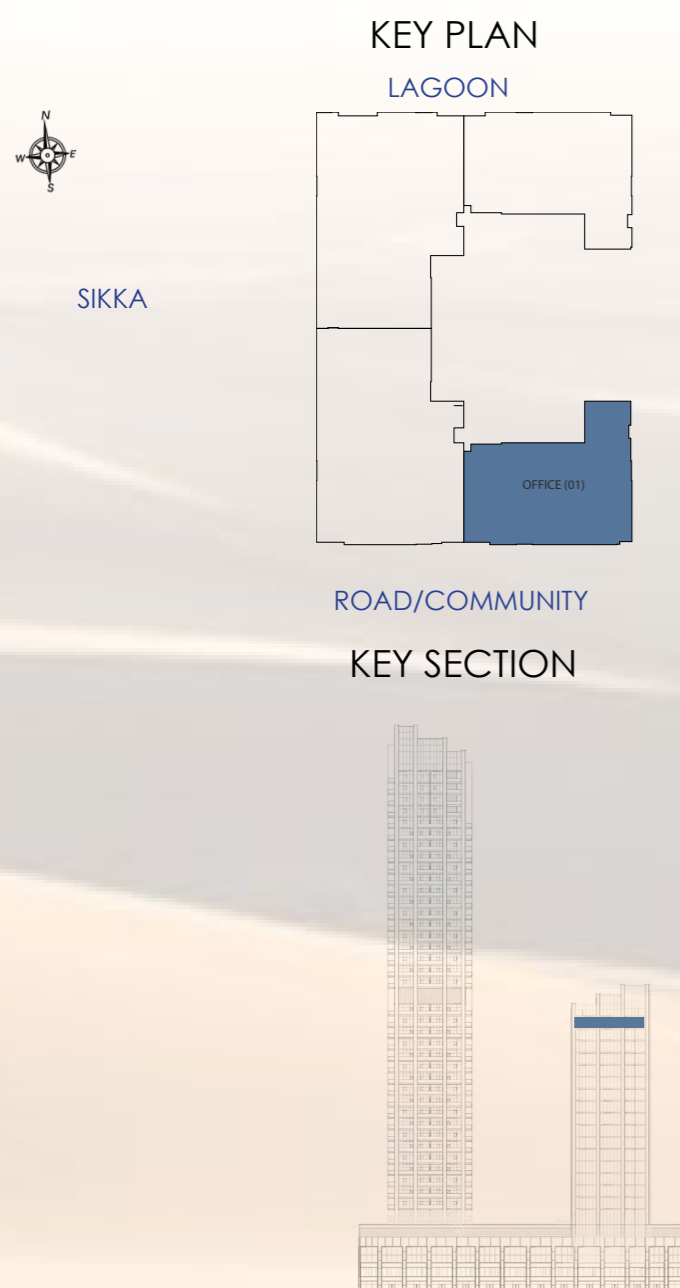 KEY PLAN
LAGOON
N
W E
S
SIKKA
OFFICE (01)
ROAD/COMMUNITY
KEY SECTION